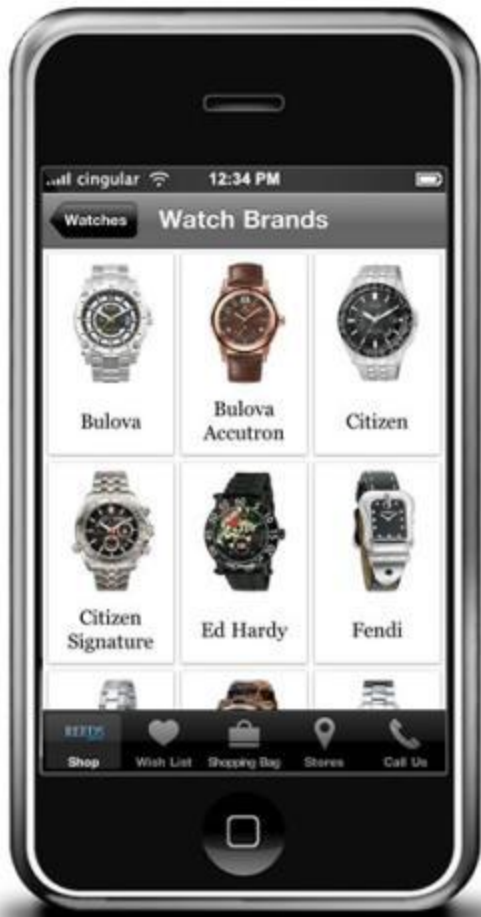 cingular 12:34 PM
Watches Watch Brands
Bulova
Bulova
Accutron
Citizen
Citizen
Signature
Ed Hardy
Fendi
REEDS
Shop Wish List Shopping Bag Stores Call Us